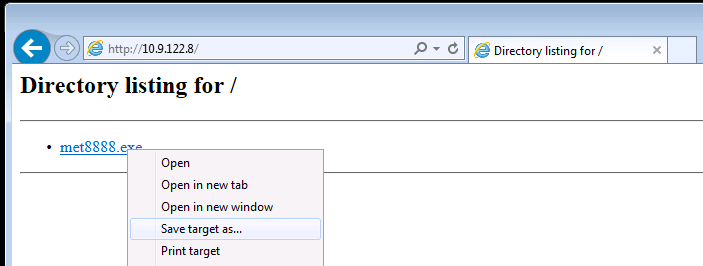 http://10.9.122.8/
Directory listing for /
Directory listing for /
• met8888.exe
Open
Open in new tab
Open in new window
Save target as...
Print target